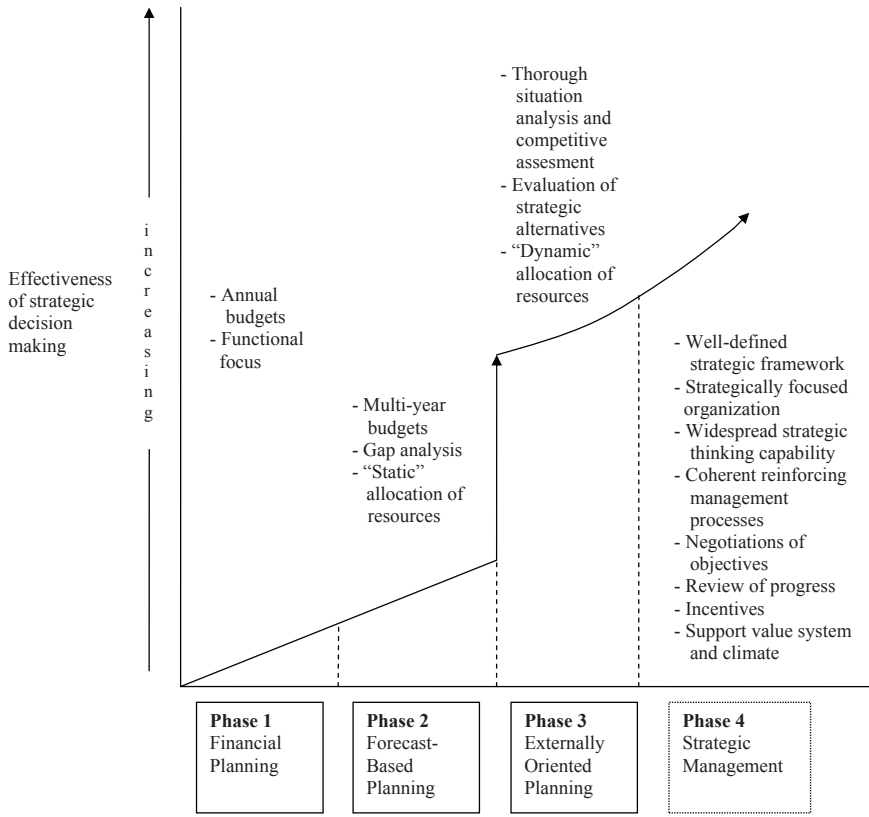 Effectiveness
of strategic
decision
making
increasing
- Annual
budgets
- Functional
focus
- Multi-year
budgets
- Gap analysis
- “Static”
allocation of
resources
- Thorough
situation
analysis and
competitive
assesment
- Evaluation of
strategic
alternatives
- “Dynamic”
allocation of
resources
- Well-defined
strategic framework
- Strategically focused
organization
- Widespread strategic
thinking capability
- Coherent reinforcing
management
processes
- Negotiations of
objectives
- Review of progress
- Incentives
- Support value system
and climate
Phase 1
Financial
Planning
Phase 2
Forecast-
Based
Planning
Phase 3
Externally
Oriented
Planning
Phase 4
Strategic
Management